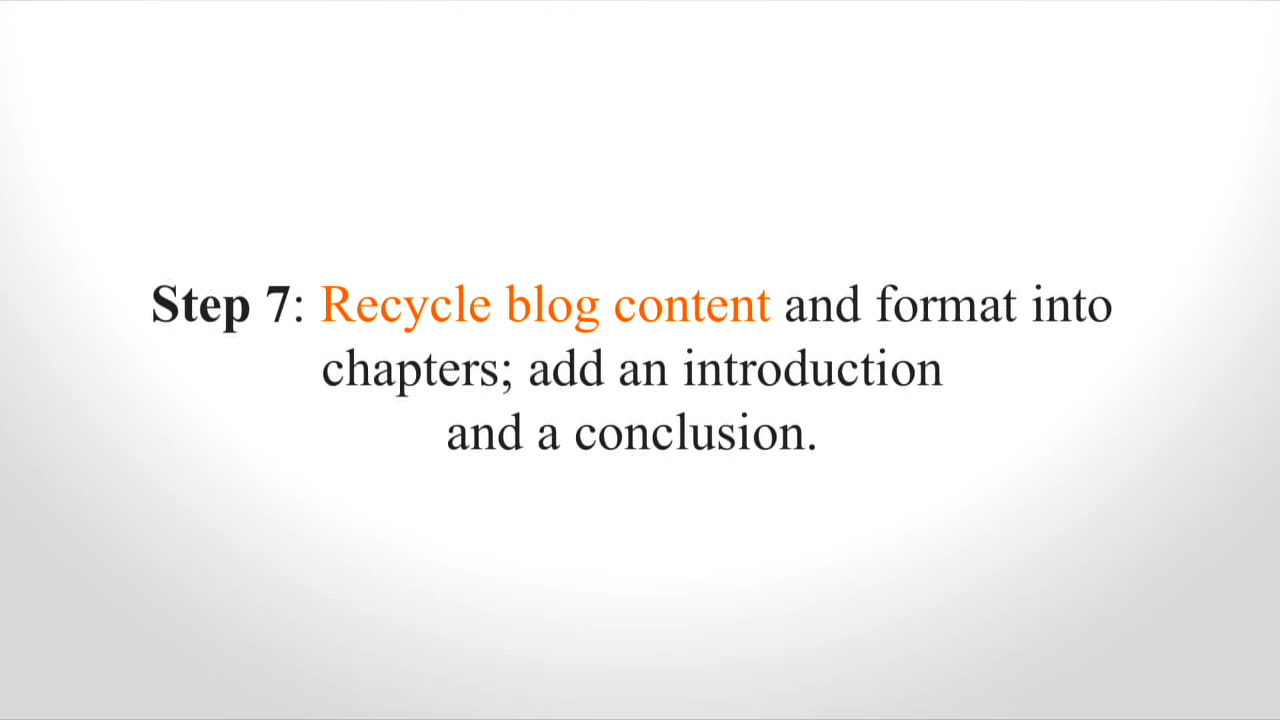 Step 7: Recycle blog content and format into
chapters; add an introduction
and a conclusion.